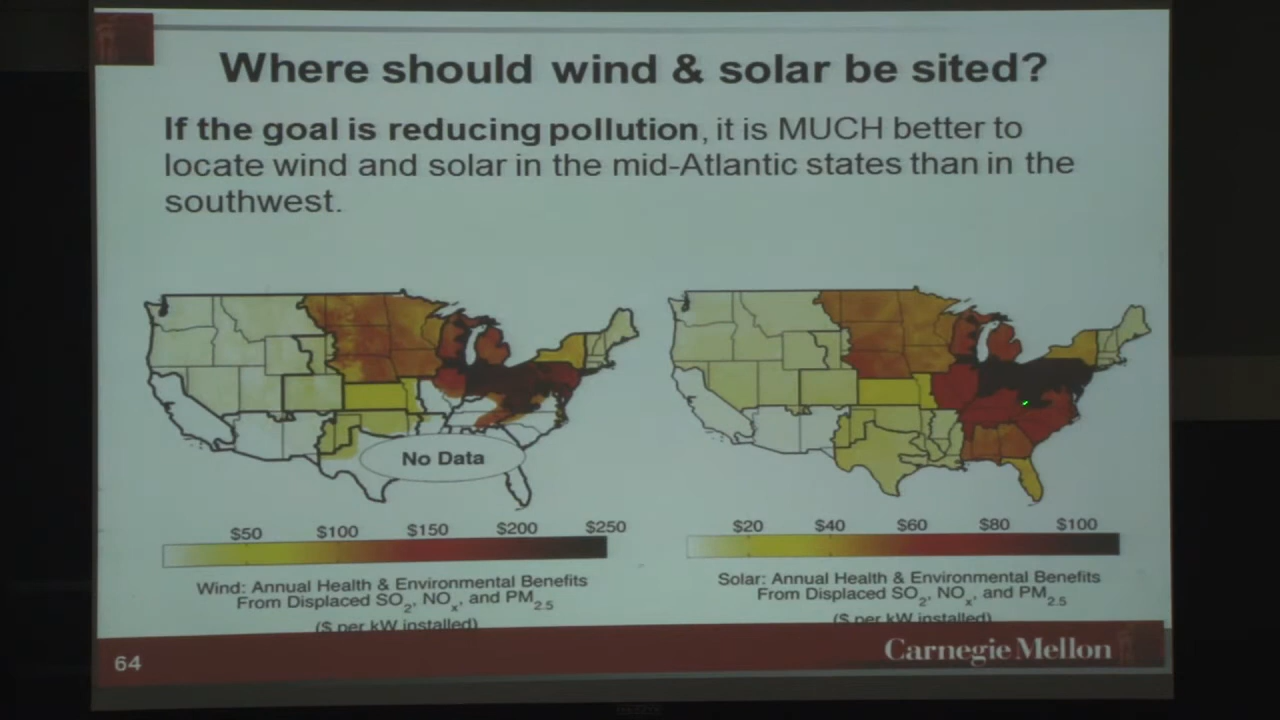 Where should wind & solar be sited?
If the goal is reducing pollution, it is MUCH better to
locate wind and solar in the mid-Atlantic states than in the
southwest.
No Data
$50 $100 $150 $200 $250
Wind: Annual Health & Environmental Benefits
From Displaced SO2, NOx, and PM2.5
($ per kW installed)
$20 $40 $60 $80 $100
Solar: Annual Health & Environmental Benefits
From Displaced SO2, NOx, and PM2.5
($ per kW installed)
64
Carnegie Mellon